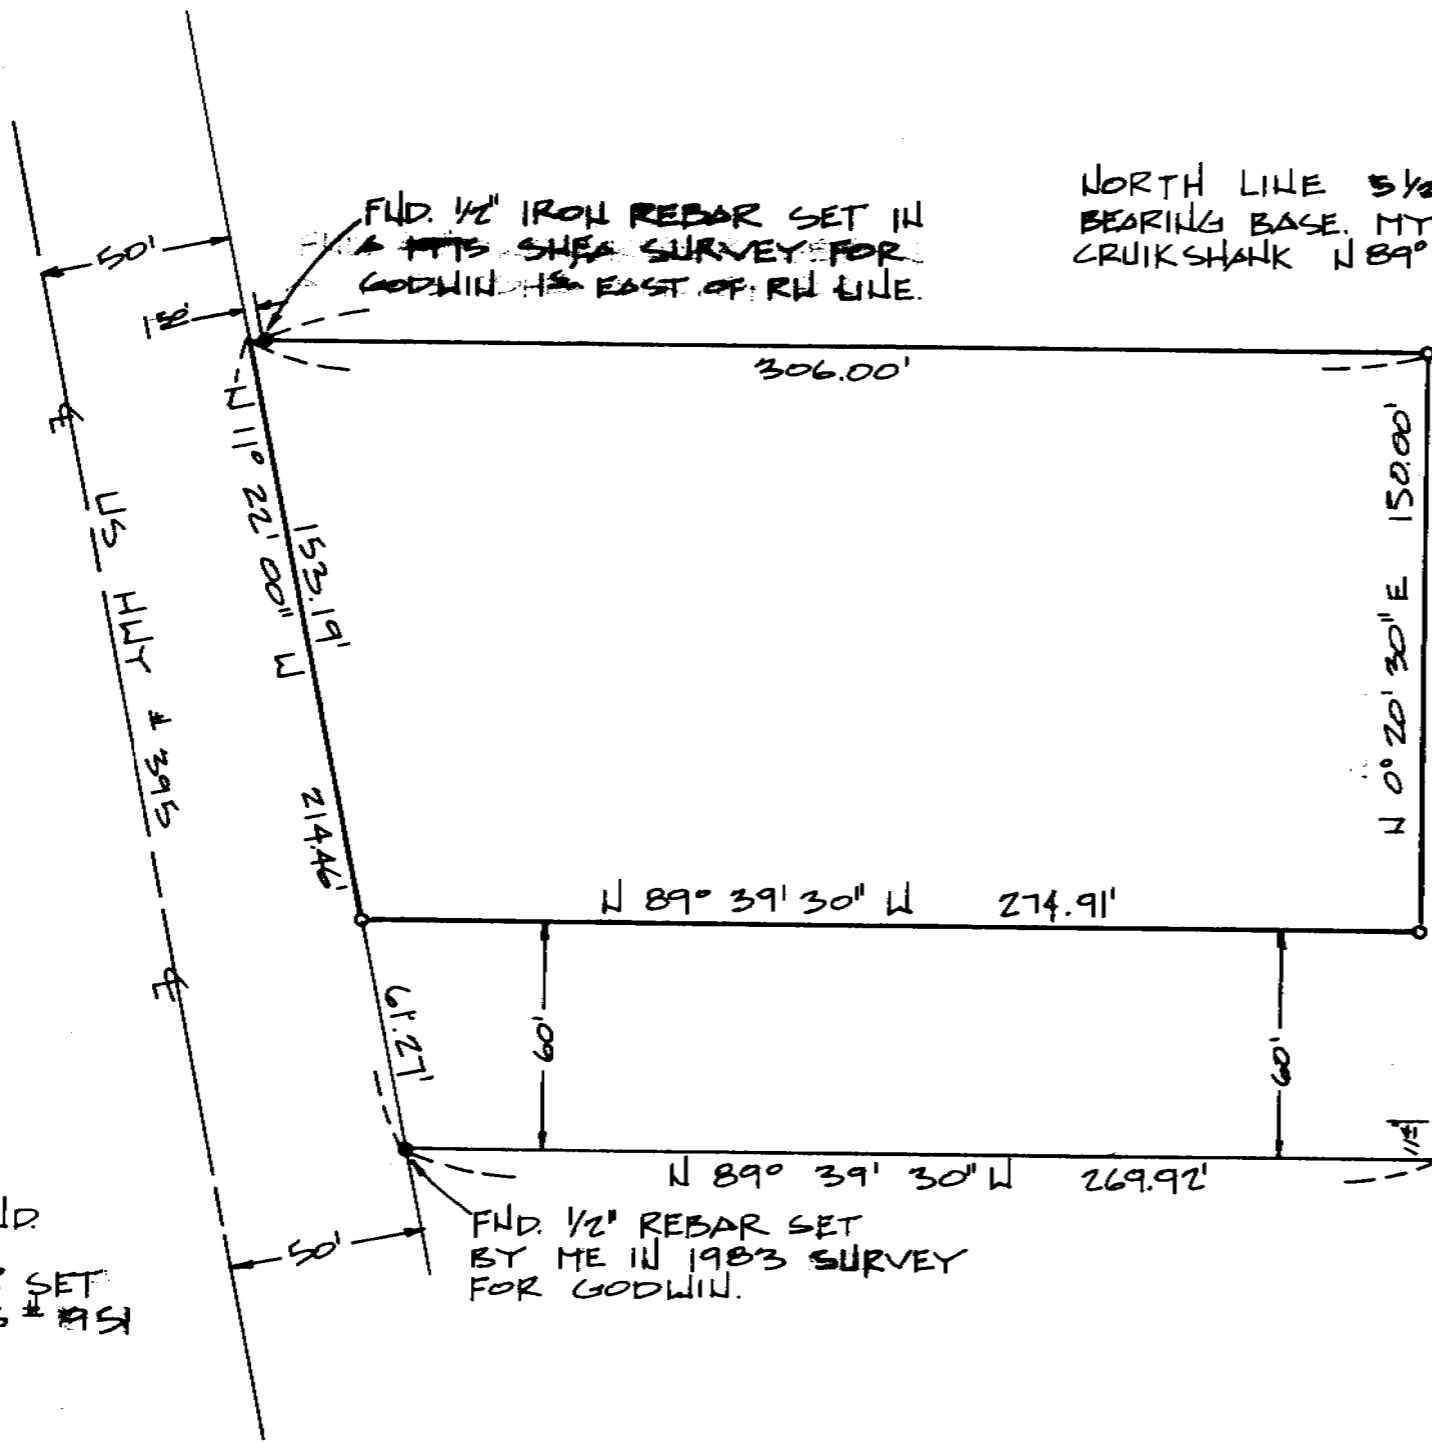 50'
FND. 1/2" IRON REBAR SET IN
A SHEA SURVEY FOR
GODWIN EAST OF RW LINE.
NORTH LINE S 1/2
BEARING BASE. MY
CRUIKSHANK N 89°
306.00'
N 11° 22' 00" W
153.19'
214.46'
US HWY # 395
N 0° 20' 30" E 150.00'
N 89° 39' 30" W 274.91'
61.27'
60'
60'
N 89° 39' 30" W 269.92'
FND. 1/2" REBAR SET
BY ME IN 1983 SURVEY
FOR GODWIN.
50'
ND.
SET